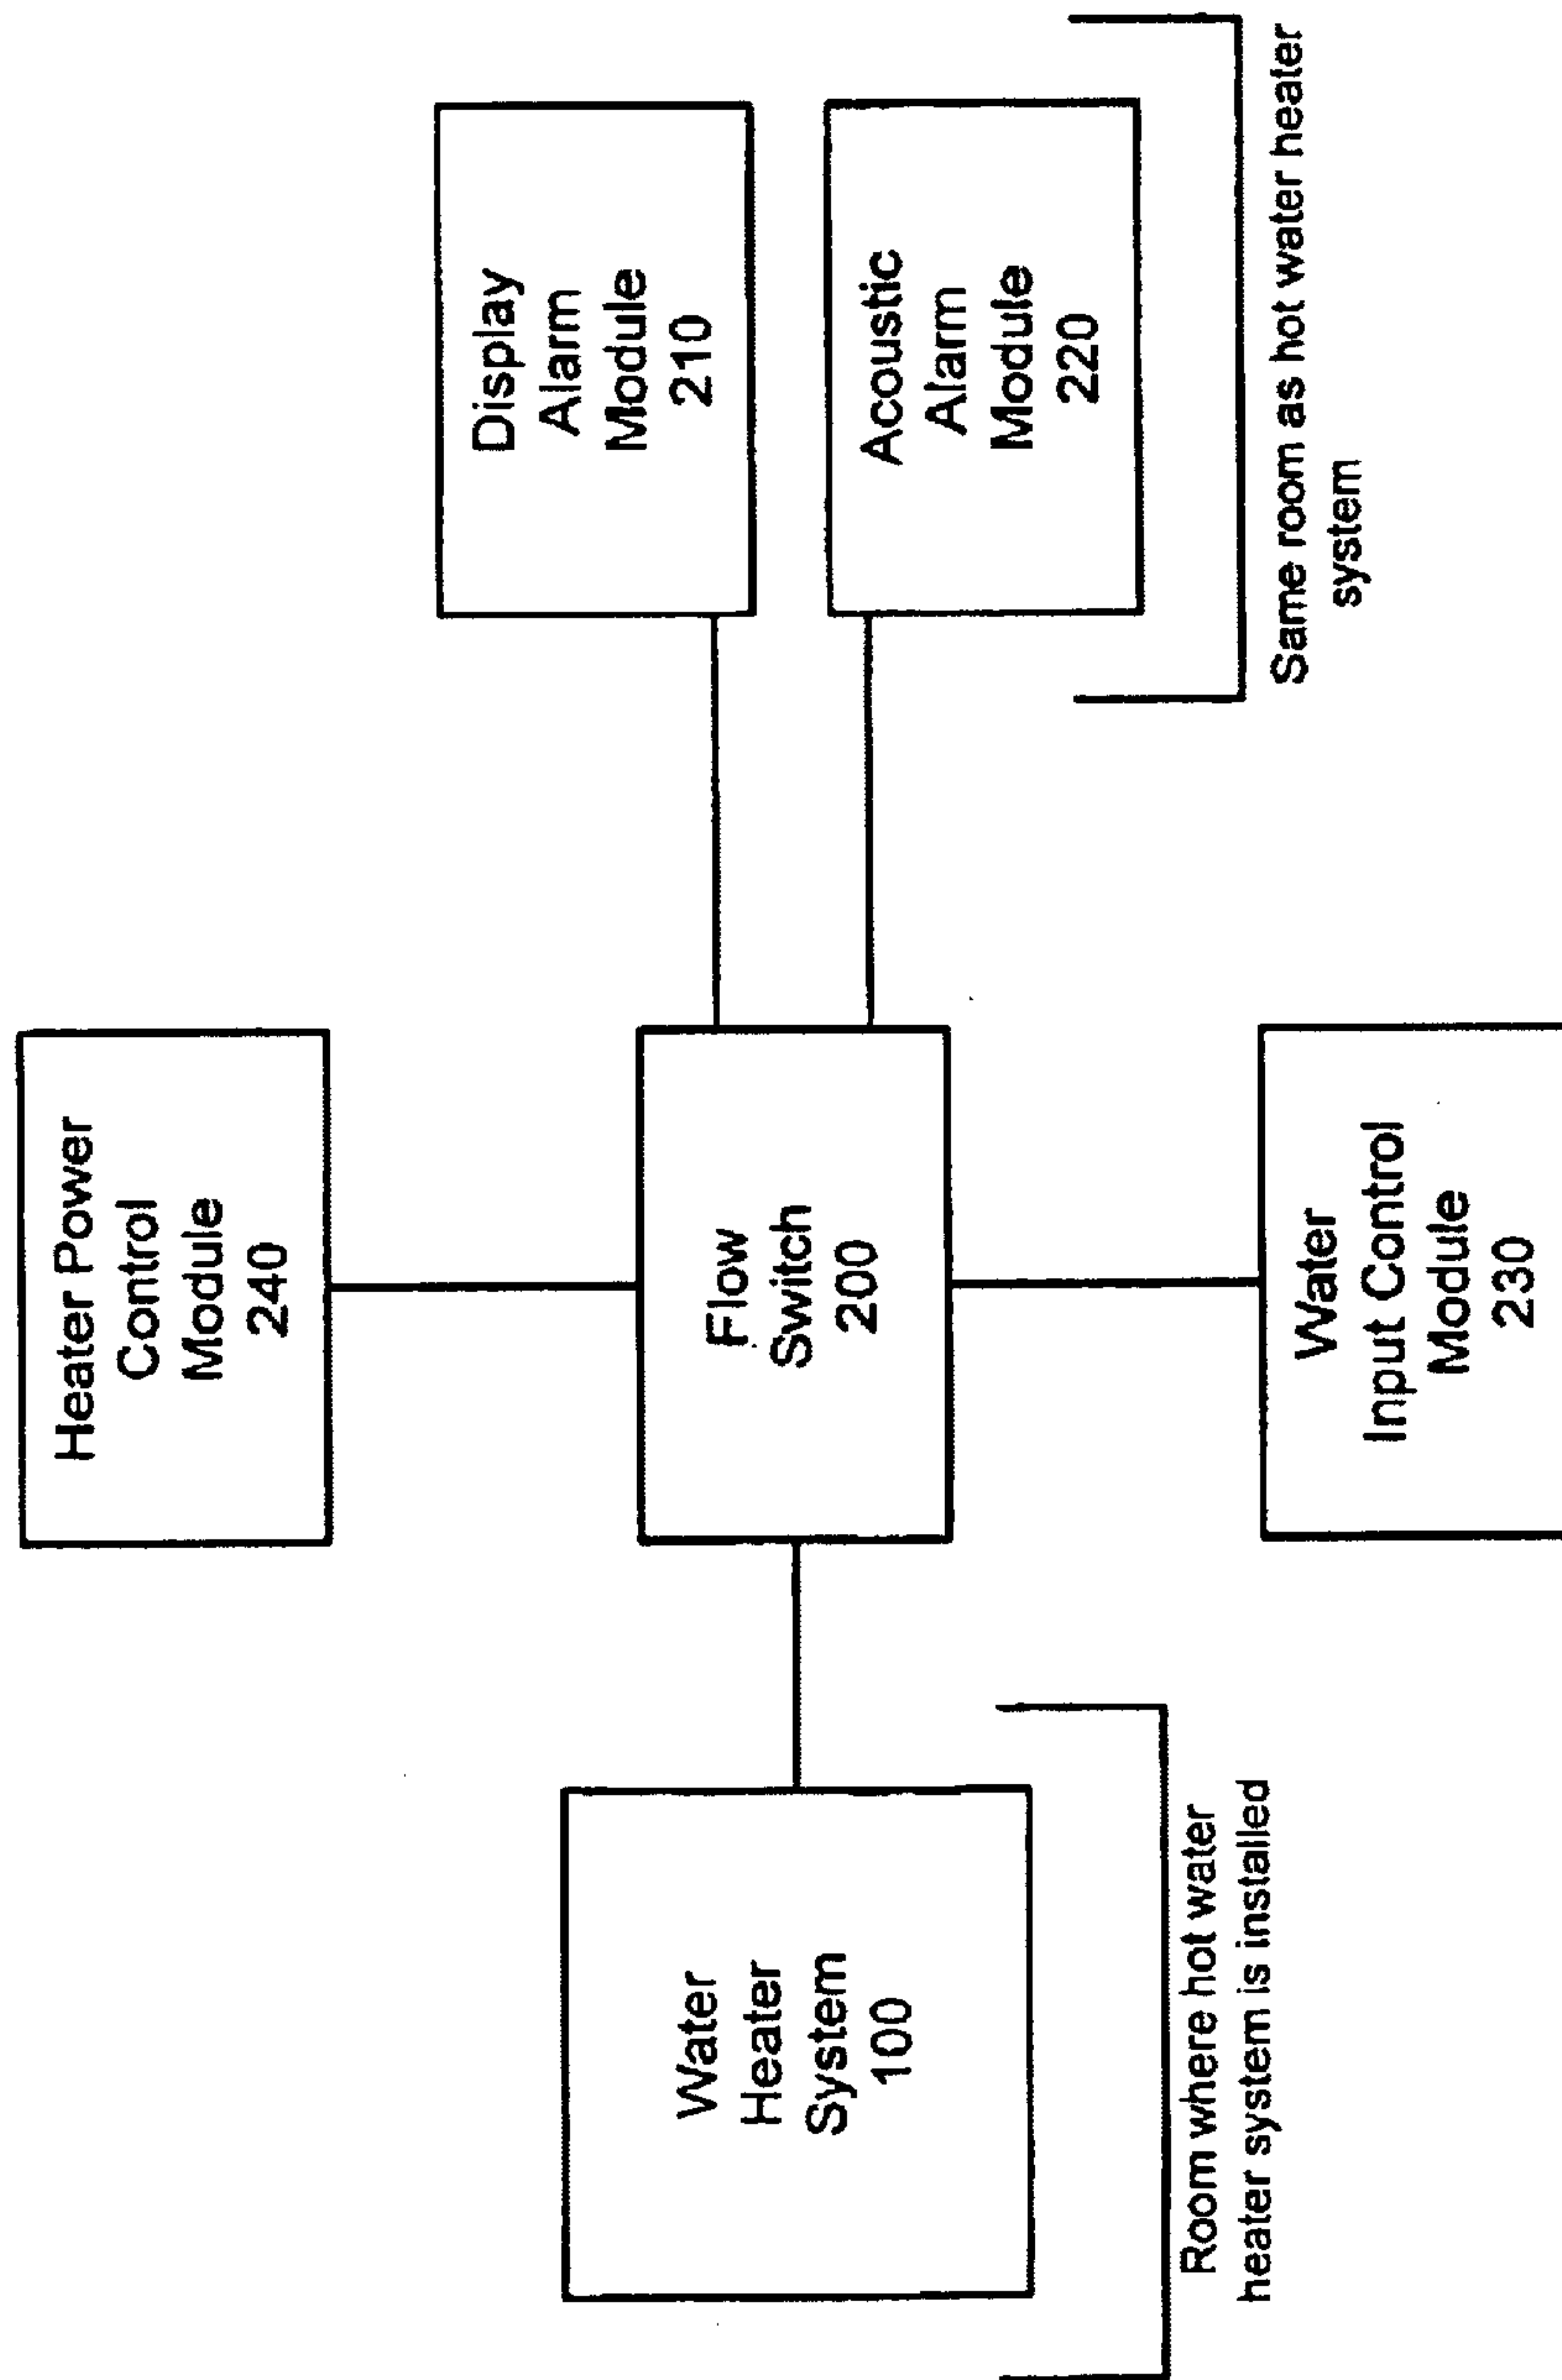 Heater Power
Control
Module
240
Display
Alarm
Module
210
Water
Heater
System
100
Flow
Switch
200
Acoustic
Alarm
Module
220
Room where hot water
heater system is installed
Water
Input Control
Module
230
Same room as hot water heater
system